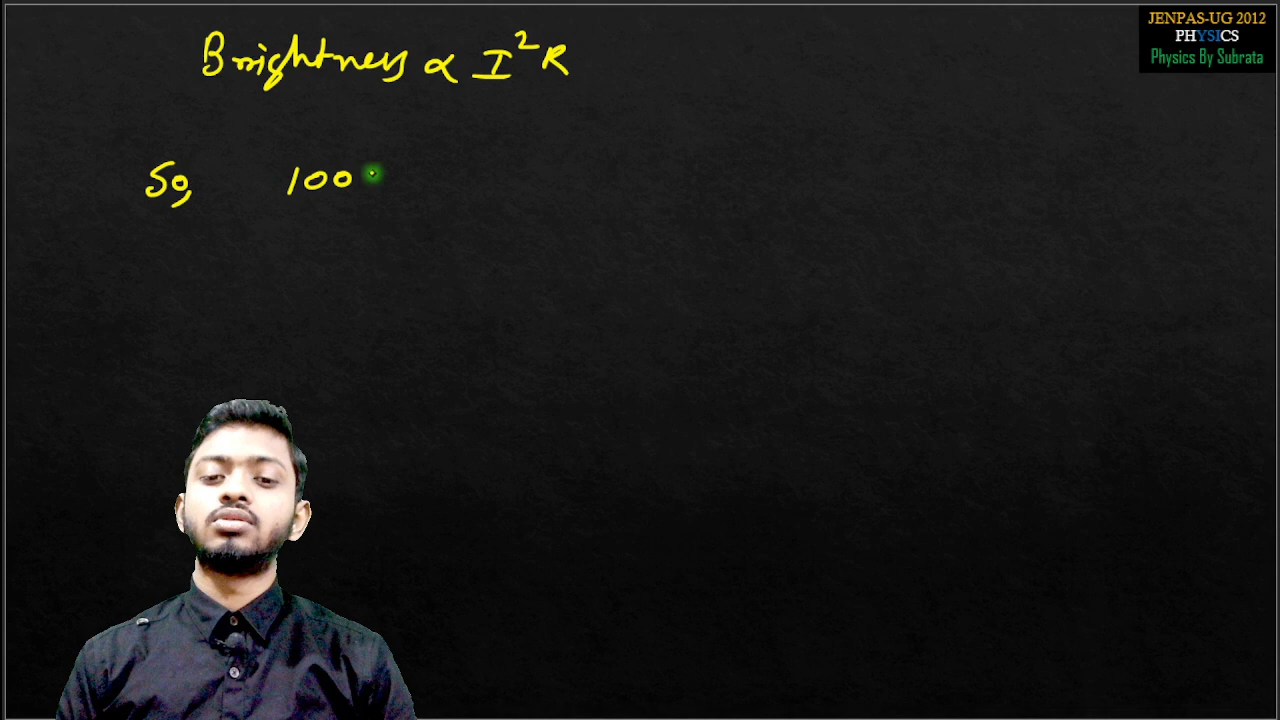 Brightness ∝ I²R
So, 100
JENPAS-UG 2012
PHYSICS
Physics By Subrata